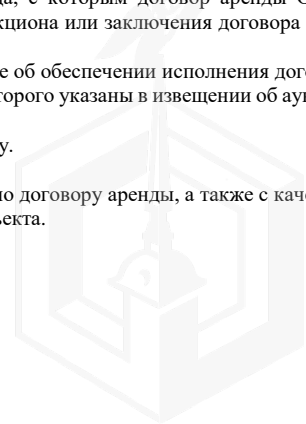 с которым договор аренды
кциона или заключения договора
е об обеспечении исполнения дого
торого указаны в извещении об аук
у.
по договору аренды, а также с каче
ъекта.